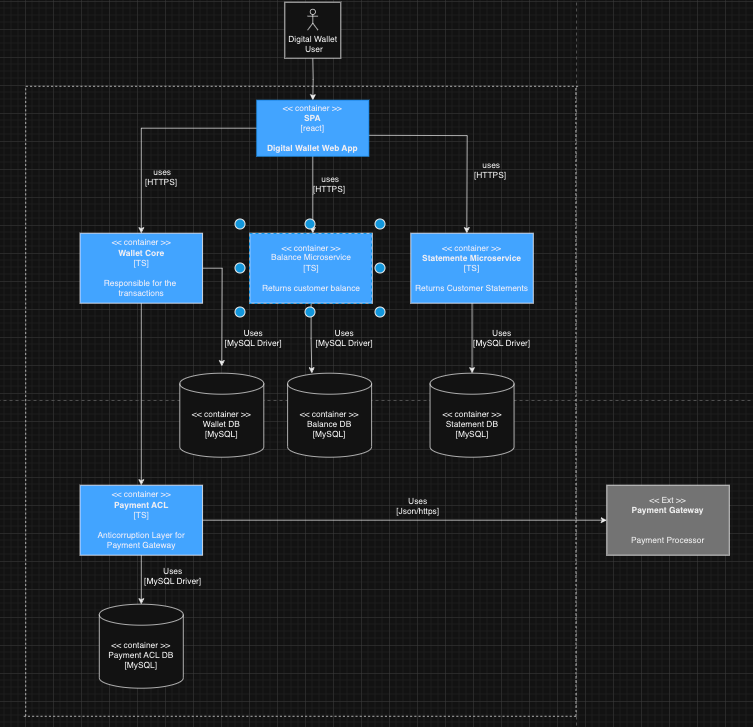 Digital Wallet
User
<< container >>
SPA
[react]
Digital Wallet Web App
uses
[HTTPS]
uses
[HTTPS]
uses
[HTTPS]
<< container >>
Wallet Core
[TS]
Responsible for the
transactions
<< container >>
Balance Microservice
[TS]
Returns customer balance
<< container >>
Statemente Microservice
[TS]
Returns Customer Statements
Uses
[MySQL Driver]
Uses
[MySQL Driver]
Uses
[MySQL Driver]
<< container >>
Wallet DB
[MySQL]
<< container >>
Balance DB
[MySQL]
<< container >>
Statement DB
[MySQL]
<< container >>
Payment ACL
[TS]
Anticorruption Layer for
Payment Gateway
Uses
[Json/https]
<< Ext >>
Payment Gateway
Payment Processor
Uses
[MySQL Driver]
<< container >>
Payment ACL DB
[MySQL]